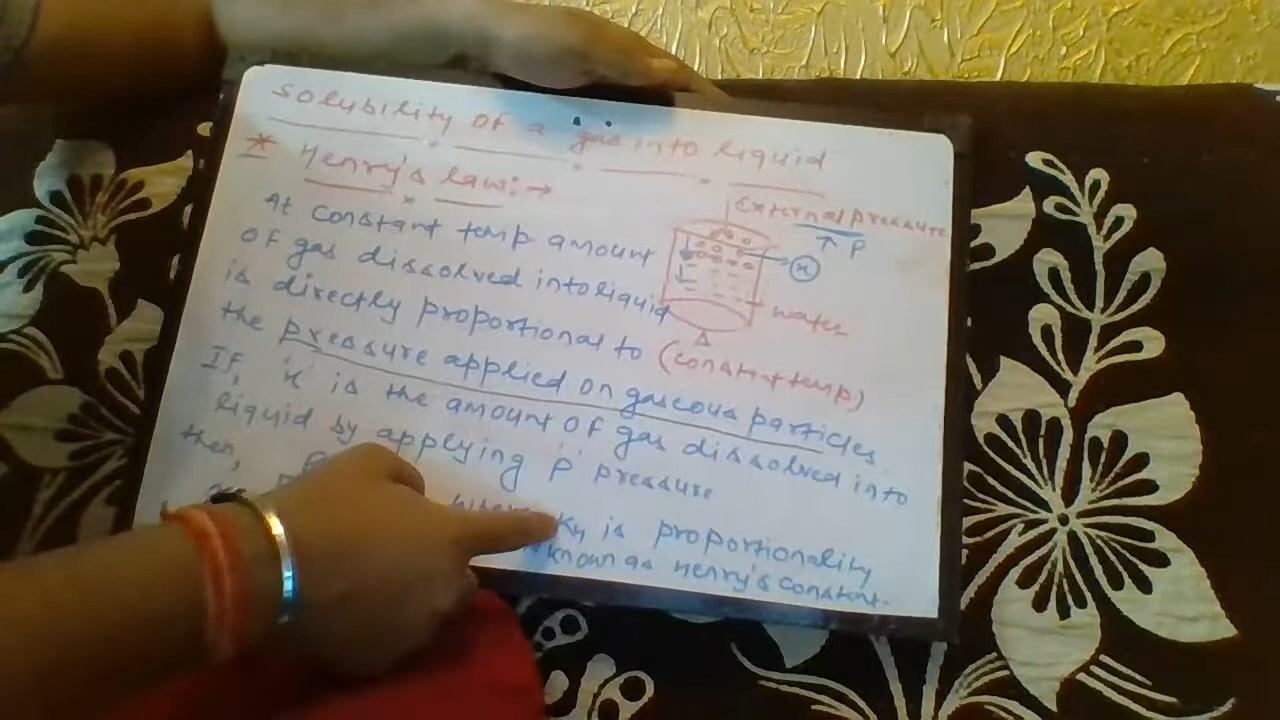 Solubility of a gas into liquid
* Henry's law:→
At constant temp amount
of gas dissolved into liquid
is directly proportional to
the pressure applied on gaseous particles
External pressure
↑ P
x
water
Δ
(constant temp)
If, 'x' is the amount of gas dissolved into
liquid by applying 'p' pressure
then,
KH is proportionality
known as Henry's constant.